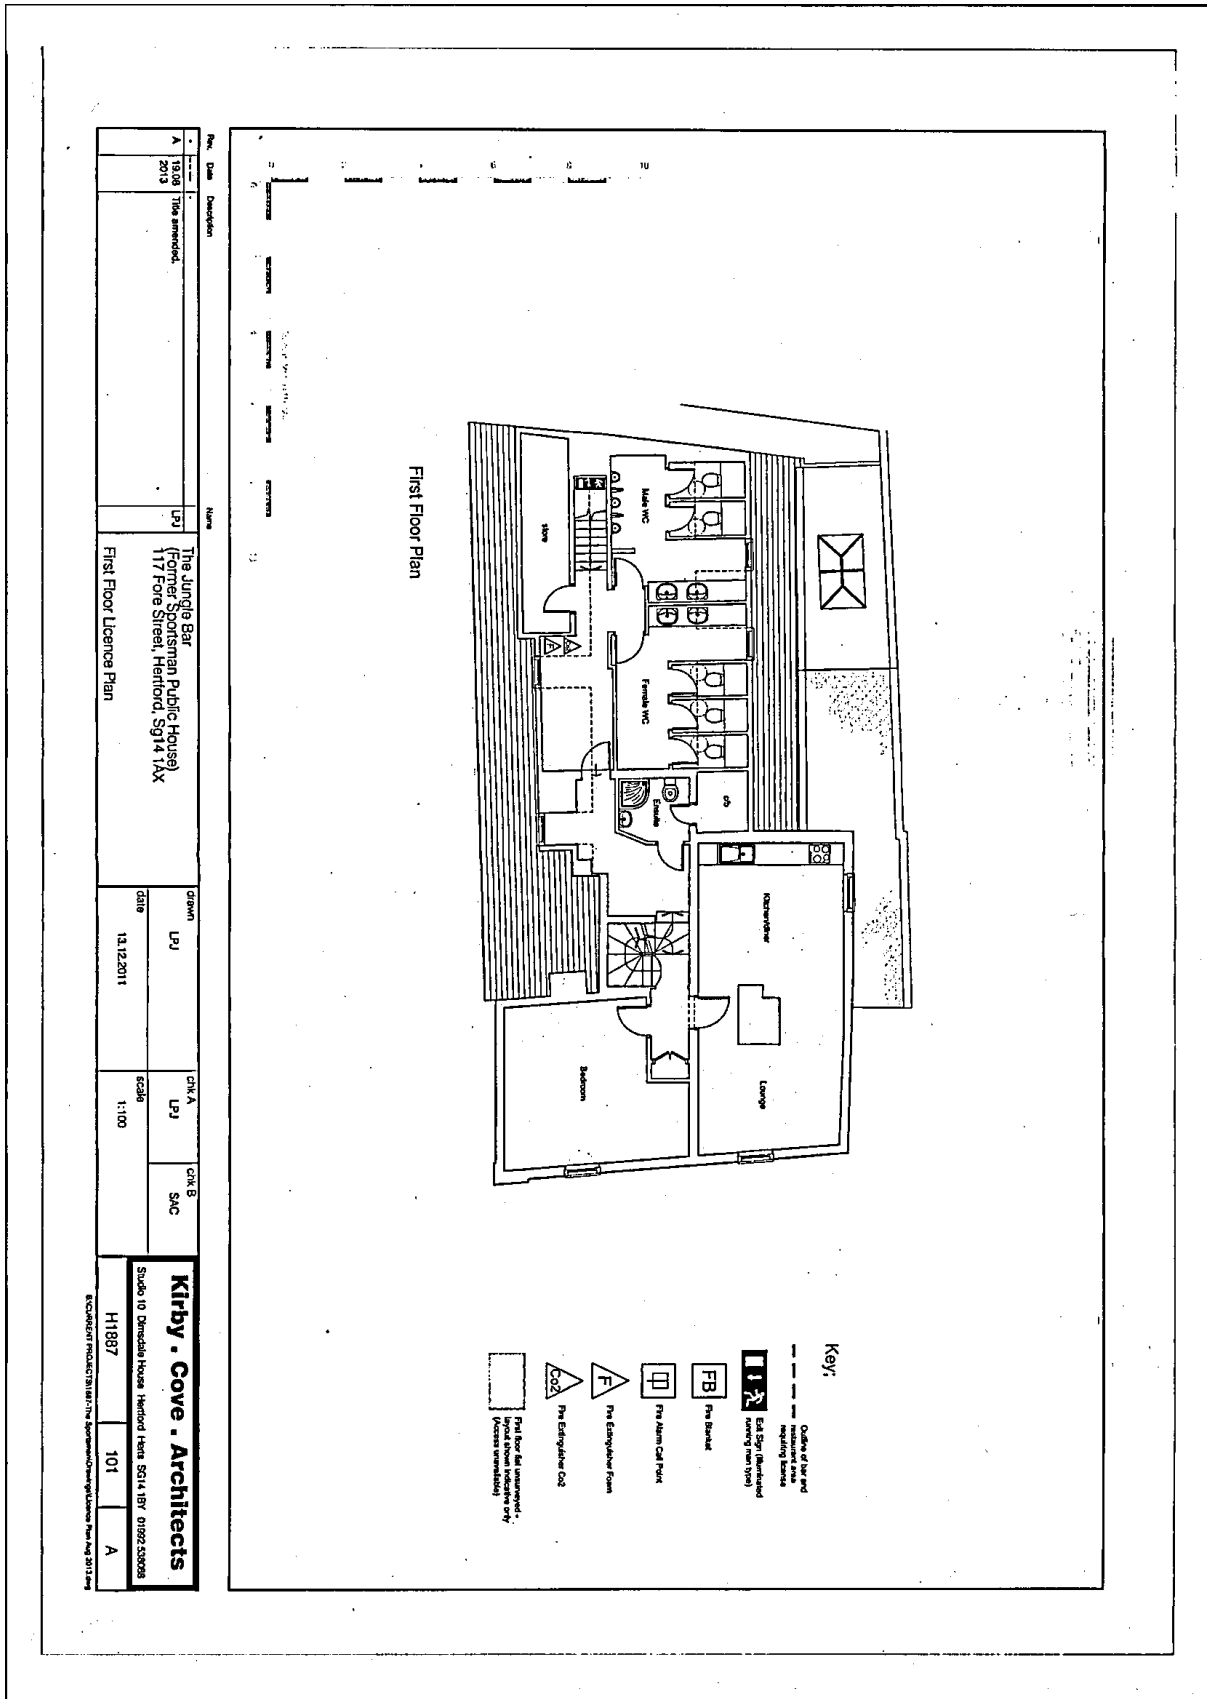 First Floor Plan
Male WC
store
Female WC
Co2
F
Ensuite
c/b
Kitchen/diner
Lounge
Bedroom
Key;
Outline of bar and
restaurant area
requiring license
Exit Sign (illuminated
running man type)
FB
Fire Blanket
Fire Alarm Call Point
F
Fire Extinguisher Foam
Co2
Fire Extinguisher Co2
First floor flat unsurveyed -
layout shown indicative only
(Access unavailable)
Rev. Date Description Name
A 19.08 Title amended. LPJ
2013
The Jungle Bar
(Former Sportsman Public House)
117 Fore Street, Hertford, Sg14 1AX
First Floor Licence Plan
drawn
LPJ
chk A
LPJ
chk B
SAC
date
13.12.2011
scale
1:100
Kirby . Cove . Architects
Studio 10 Dimsdale House Hertford Herts SG14 1BY 01992 538088
H1887
101
A